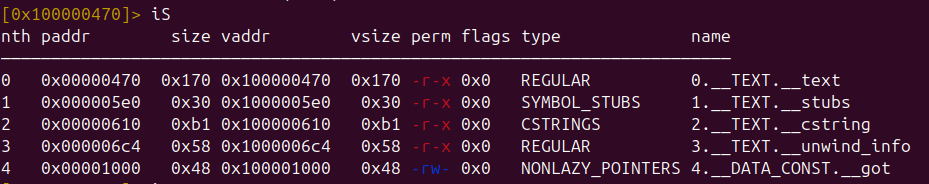 [0x100000470]> iS
nth paddr        size vaddr        vsize perm flags type             name
0   0x00000470  0x170 0x100000470  0x170 -r-x 0x0   REGULAR          0.__TEXT.__text
1   0x000005e0   0x30 0x1000005e0   0x30 -r-x 0x0   SYMBOL_STUBS     1.__TEXT.__stubs
2   0x00000610   0xb1 0x100000610   0xb1 -r-x 0x0   CSTRINGS         2.__TEXT.__cstring
3   0x000006c4   0x58 0x1000006c4   0x58 -r-x 0x0   REGULAR          3.__TEXT.__unwind_info
4   0x00001000   0x48 0x100001000   0x48 -rw- 0x0   NONLAZY_POINTERS 4.__DATA_CONST.__got